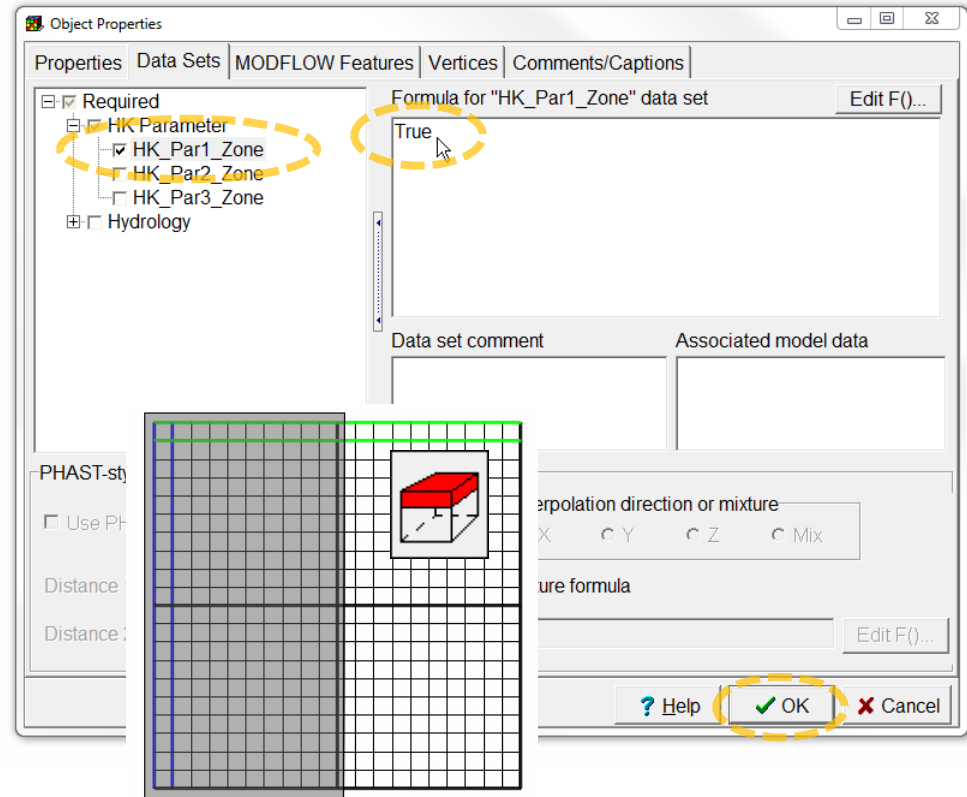 Object Properties
Properties Data Sets MODFLOW Features Vertices Comments/Captions
Required
HK Parameter
HK_Par1_Zone
HK_Par2_Zone
HK_Par3_Zone
Hydrology
Formula for "HK_Par1_Zone" data set
Edit F()...
True
Data set comment
Associated model data
PHAST-sty
Use PH
Distance
Distance
erpolation direction or mixture
X Y Z Mix
ure formula
Edit F()...
? Help OK Cancel